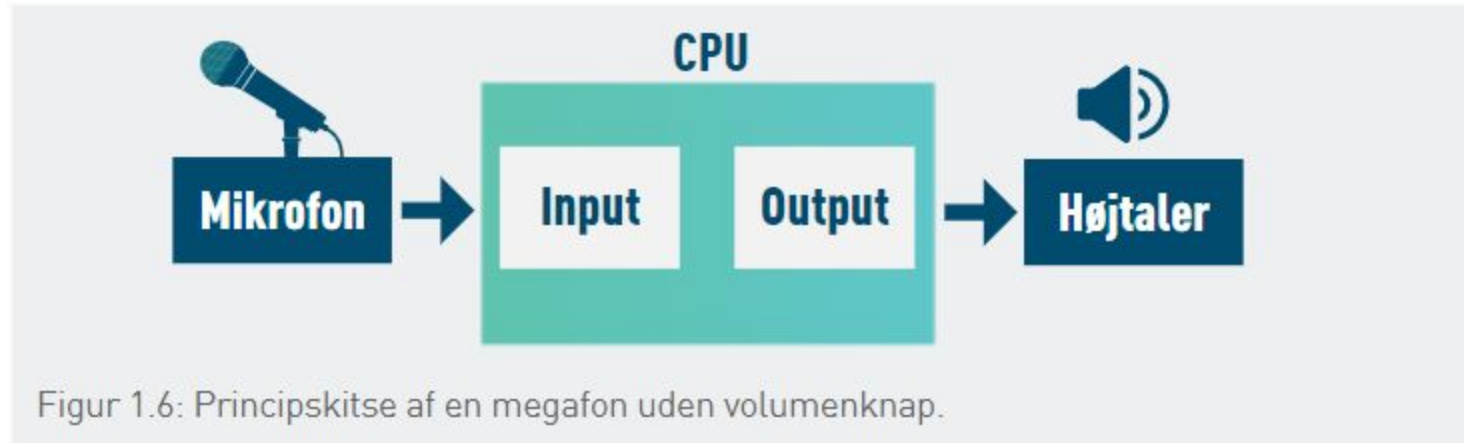 CPU
Mikrofon
Input
Output
Højtaler
Figur 1.6: Principskitse af en megafon uden volumenknap.